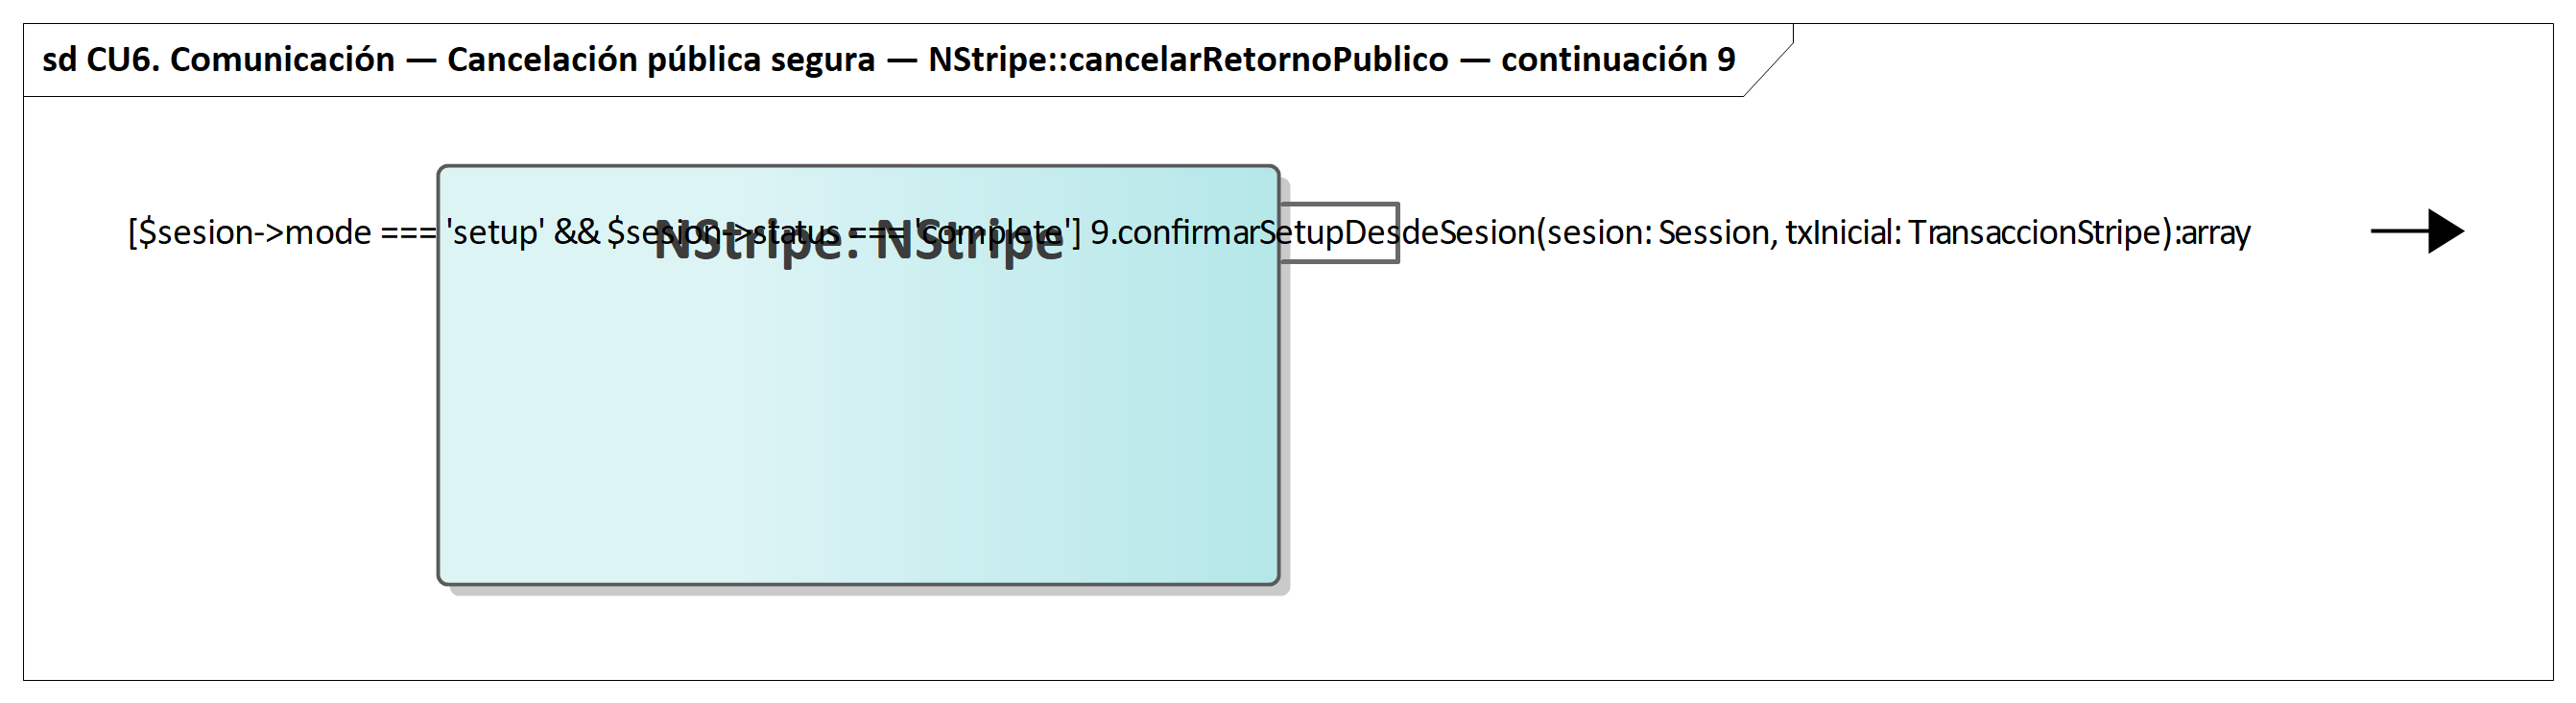 sd CU6. Comunicación — Cancelación pública segura — NStripe::cancelarRetornoPublico — continuación 9
[$sesion->mode === 'setup' && $sesion->status === 'complete'] 9.confirmarSetupDesdeSesion(sesion: Session, txInicial: TransaccionStripe):array
NStripe: NStripe